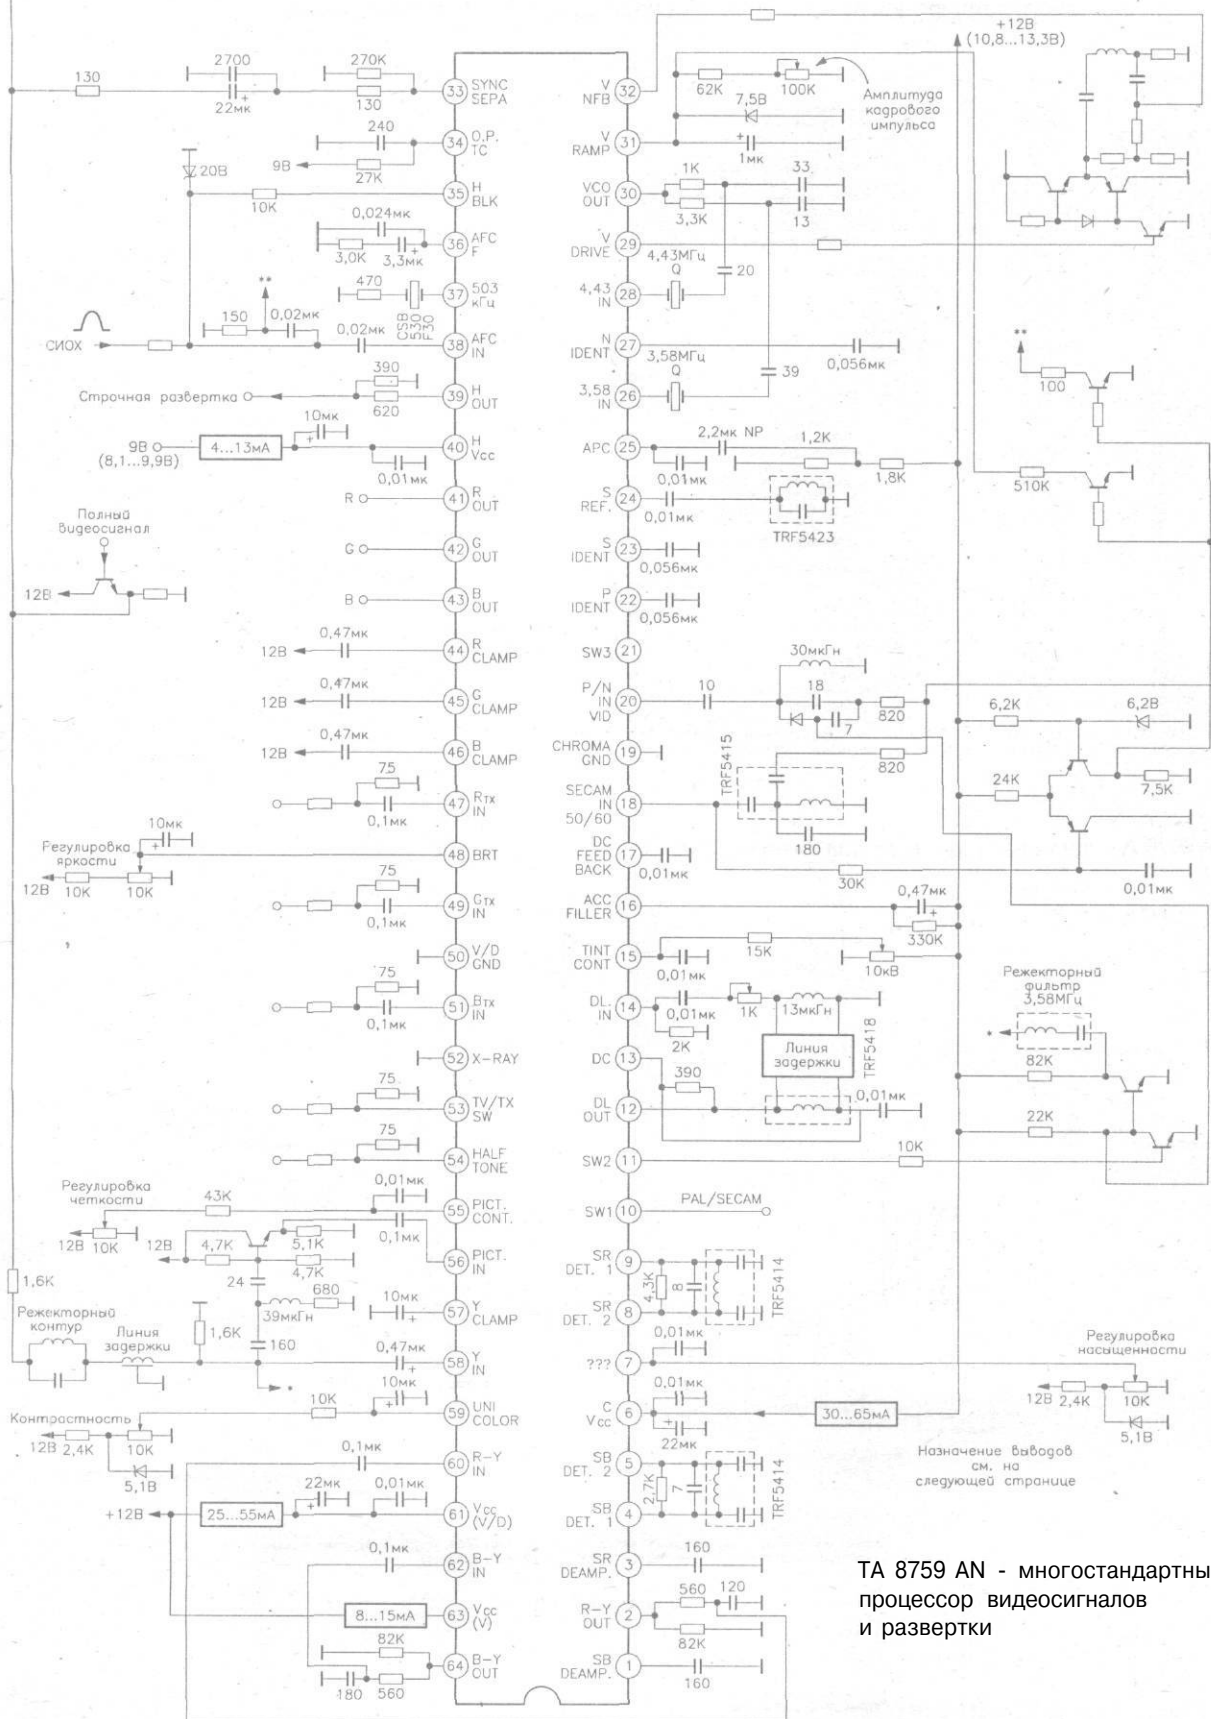 +12В
(10,8...13,3В)
2700
270К
130
22мк
130
33 SYNC SEPA
V NFB 32
62К
100К
Амплитуда
кадрового
импульса
7,5В
240
34 O.P. TC
V RAMP 31
1мк
9В
27К
20В
10К
35 H BLK
VCO OUT 30
1К
33
3,3К
13
0,024мк
3,0К
3,3мк
36 AFC F
V DRIVE 29
4,43МГц
Q
20
470
CSB
530
F30
37 503 кГц
4,43 IN 28
**
150
0,02мк
0,02мк
СИОХ
38 AFC IN
N IDENT 27
0,056мк
3,58МГц
Q
39
**
100
390
Строчная развертка
620
39 H OUT
3,58 IN 26
10мк
9В
(8,1...9,9В)
4...13мА
0,01мк
40 H Vcc
APC 25
2,2мк NP
1,2К
0,01мк
1,8К
510К
R
41 R OUT
S REF. 24
0,01мк
TRF5423
Полный
видеосигнал
12В
G
42 G OUT
S IDENT 23
0,056мк
B
43 B OUT
P IDENT 22
0,056мк
0,47мк
12В
44 R CLAMP
SW3 21
30мкГн
0,47мк
12В
45 G CLAMP
P/N IN VID 20
10
18
7
820
6,2К
6,2В
0,47мк
12В
46 B CLAMP
CHROMA GND 19
TRF5415
820
24К
7,5К
75
0,1мк
47 RTX IN
SECAM IN 50/60 18
180
10мк
Регулировка
яркости
12В
10К
10К
48 BRT
DC FEED BACK 17
0,01мк
30К
0,01мк
75
0,1мк
49 GTX IN
ACC FILLER 16
0,47мк
330К
50 V/D GND
TINT CONT 15
15К
0,01мк
10кВ
75
0,1мк
51 BTX IN
DL. IN 14
0,01мк
1К
13мкГн
2К
Режекторный
фильтр
3,58МГц
*
52 X-RAY
DC 13
Линия
задержки
TRF5418
390
82К
75
53 TV/TX SW
DL OUT 12
0,01мк
22К
75
54 HALF TONE
SW2 11
10К
Регулировка
четкости
43К
0,01мк
12В
10К
55 PICT. CONT.
SW1 10
PAL/SECAM
12В
4,7К
5,1К
4,7К
0,1мк
56 PICT. IN
SR DET. 1 9
4,3К
8
TRF5414
1,6К
24
39мкГн
680
10мк
57 Y CLAMP
SR DET. 2 8
Режекторный
контур
Линия
задержки
1,6К
160
0,47мк
*
58 Y IN
??? 7
0,01мк
Регулировка
насыщенности
12В
2,4К
10К
5,1В
10мк
10К
Контрастность
12В
2,4К
10К
5,1В
59 UNI COLOR
C Vcc 6
0,01мк
22мк
30...65мА
Назначение выводов
см. на
следующей странице
0,1мк
60 R-Y IN
SB DET. 2 5
2,7К
7
TRF5414
+12В
25...55мА
22мк
0,01мк
61 Vcc (V/D)
SB DET. 1 4
0,1мк
62 B-Y IN
SR DEAMP. 3
160
8...15мА
63 Vcc (V)
R-Y OUT 2
560
120
82К
82К
180
560
64 B-Y OUT
SB DEAMP. 1
160
TA 8759 AN - многостандартны
процессор видеосигналов
и развертки